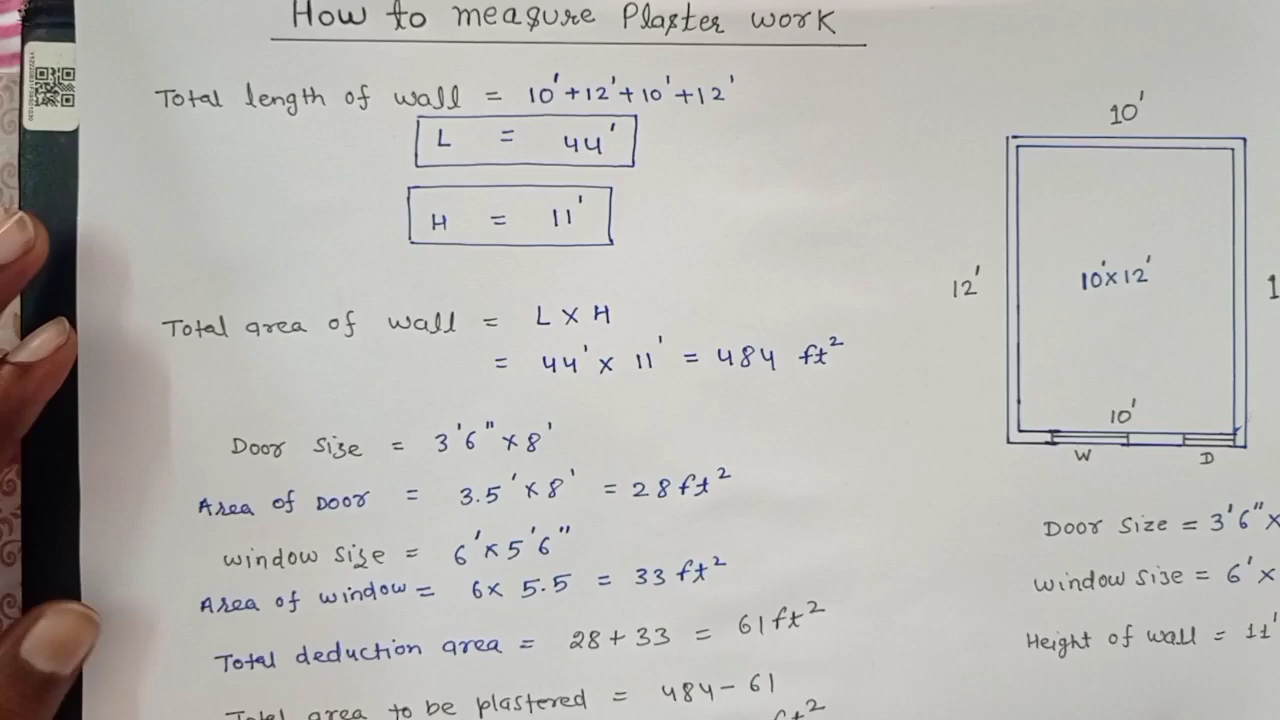 How to measure Plaster work
Total length of wall = 10'+12'+10'+12'
L = 44'
H = 11'
Total area of wall = L X H
= 44' x 11' = 484 ft²
Door Size = 3'6" x 8'
Area of Door = 3.5' x 8' = 28 ft²
window size = 6' x 5'6"
Area of window = 6x 5.5 = 33 ft²
Total deduction area = 28 + 33 = 61 ft²
Total area to be plastered = 484 - 61
ft²
10'
12'
10'x12'
1
10'
W D
Door Size = 3'6" x
window size = 6' x
Height of wall = 11'